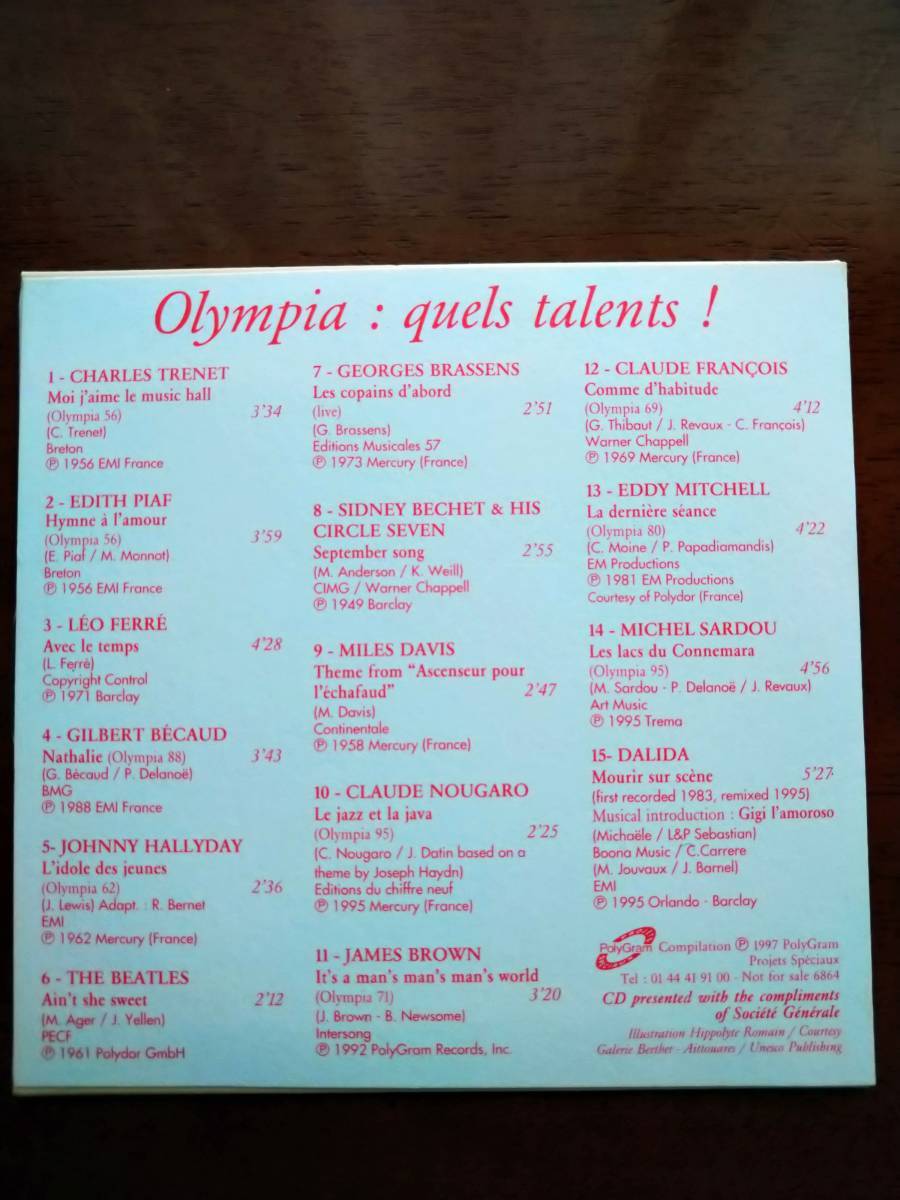 Olympia : quels talents !
1 - CHARLES TRENET
Moi j'aime le music hall
(Olympia 56) 3'34
(C. Trenet)
Breton
℗ 1956 EMI France
2 - EDITH PIAF
Hymne à l'amour
(Olympia 56) 3'59
(E. Piaf / M. Monnot)
Breton
℗ 1956 EMI France
3 - LÉO FERRÉ
Avec le temps 4'28
(L. Ferré)
Copyright Control
℗ 1971 Barclay
4 - GILBERT BÉCAUD
Nathalie (Olympia 88) 3'43
(G. Bécaud / P. Delanoë)
BMG
℗ 1988 EMI France
5- JOHNNY HALLYDAY
L'idole des jeunes
(Olympia 62) 2'36
(J. Lewis) Adapt. : R. Bernet
EMI
℗ 1962 Mercury (France)
6 - THE BEATLES
Ain't she sweet 2'12
(M. Ager / J. Yellen)
PECF
℗ 1961 Polydor GmbH
7 - GEORGES BRASSENS
Les copains d'abord
(live) 2'51
(G. Brassens)
Editions Musicales 57
℗ 1973 Mercury (France)
8 - SIDNEY BECHET & HIS
CIRCLE SEVEN
September song 2'55
(M. Anderson / K. Weill)
CIMG / Warner Chappell
℗ 1949 Barclay
9 - MILES DAVIS
Theme from "Ascenseur pour
l'échafaud" 2'47
(M. Davis)
Continentale
℗ 1958 Mercury (France)
10 - CLAUDE NOUGARO
Le jazz et la java
(Olympia 95) 2'25
(C. Nougaro / J. Datin based on a
theme by Joseph Haydn)
Editions du chiffre neuf
℗ 1995 Mercury (France)
11 - JAMES BROWN
It's a man's man's man's world
(Olympia 71) 3'20
(J. Brown - B. Newsome)
Intersong
℗ 1992 PolyGram Records, Inc.
12 - CLAUDE FRANÇOIS
Comme d'habitude
(Olympia 69) 4'12
(G. Thibaut / J. Revaux - C. François)
Warner Chappell
℗ 1969 Mercury (France)
13 - EDDY MITCHELL
La dernière séance
(Olympia 80) 4'22
(C. Moine / P. Papadiamandis)
EM Productions
℗ 1981 EM Productions
Courtesy of Polydor (France)
14 - MICHEL SARDOU
Les lacs du Connemara
(Olympia 95) 4'56
(M. Sardou - P. Delanoë / J. Revaux)
Art Music
℗ 1995 Trema
15- DALIDA
Mourir sur scène 5'27
(first recorded 1983, remixed 1995)
Musical introduction : Gigi l'amoroso
(Michaële / L&P Sebastian)
Boona Music / C.Carrere
(M. Jouvaux / J. Barnel)
EMI
℗ 1995 Orlando - Barclay
PolyGram Compilation ℗ 1997 PolyGram
Projets Spéciaux
Tel : 01 44 41 91 00 - Not for sale 6864
CD presented with the compliments
of Société Générale
Illustration Hippolyte Romain / Courtesy
Galerie Berthet - Aittouares / Unesco Publishing